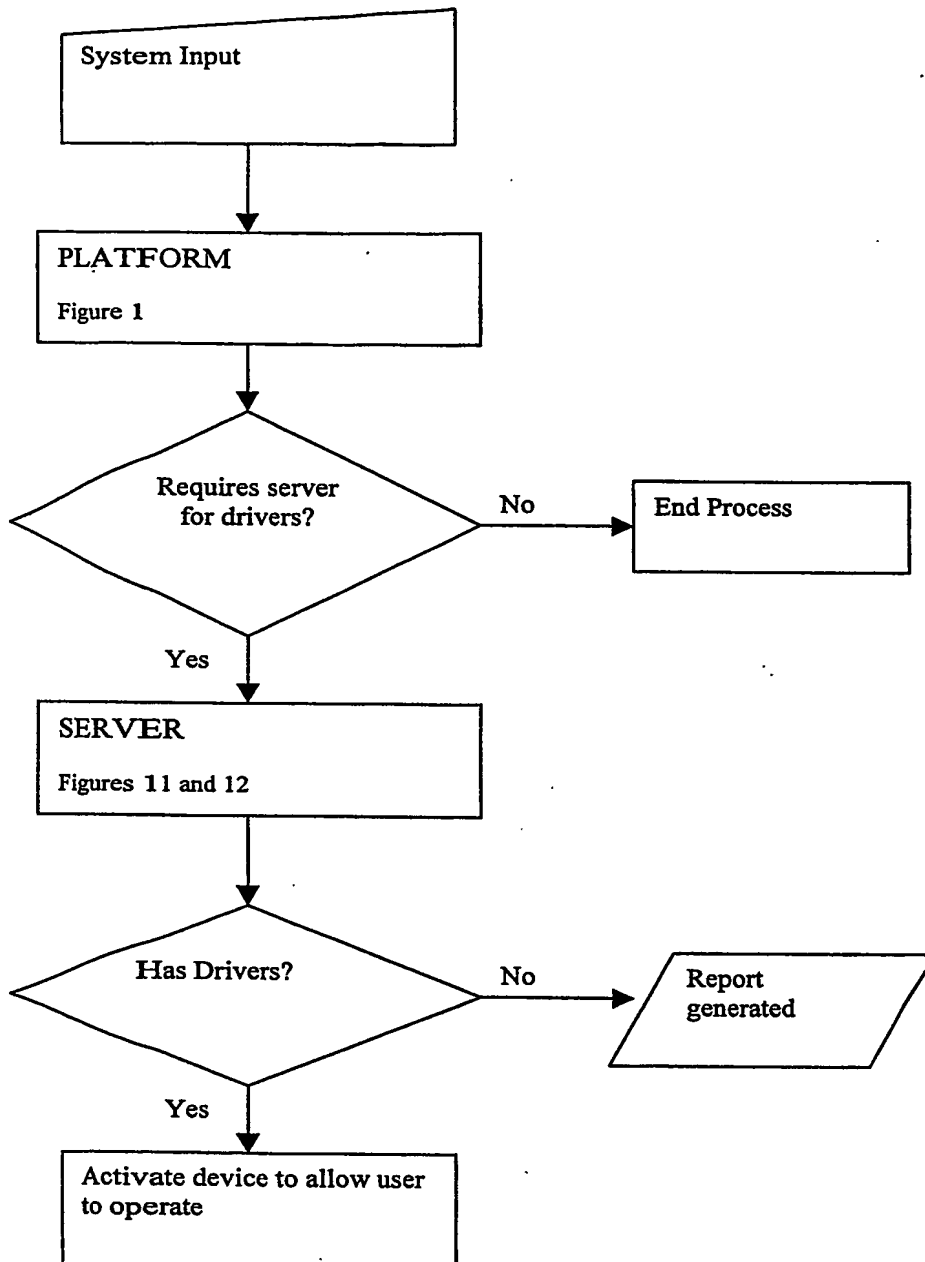 System Input
PLATFORM
Figure 1
Requires server
for drivers?
No
End Process
Yes
SERVER
Figures 11 and 12
Has Drivers?
No
Report
generated
Yes
Activate device to allow user
to operate